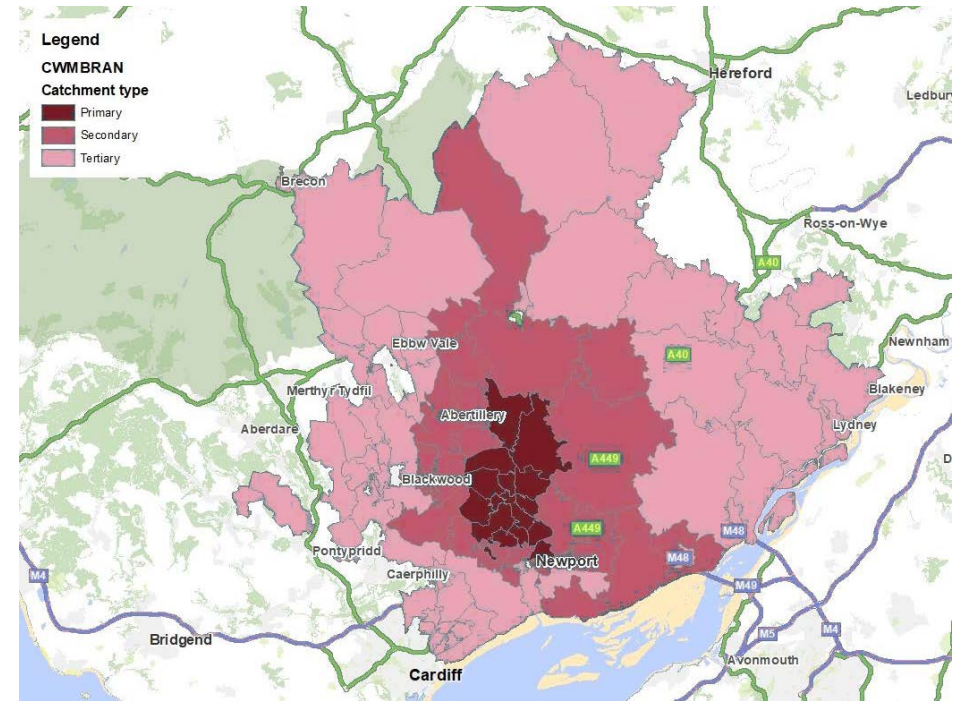 Legend
CWMBRAN
Catchment type
Primary
Secondary
Tertiary
Hereford
Ledbury
Brecon
Ross-on-Wye
A40
Ebbw Vale
A40
Newnham
Merthyr Tydfil
Blakeney
Abertillery
Aberdare
Lydney
A449
D
Blackwood
A449
M48
Pontypridd
Newport
M48
Caerphilly
M4
M49
M5
M4
Bridgend
Avonmouth
Cardiff